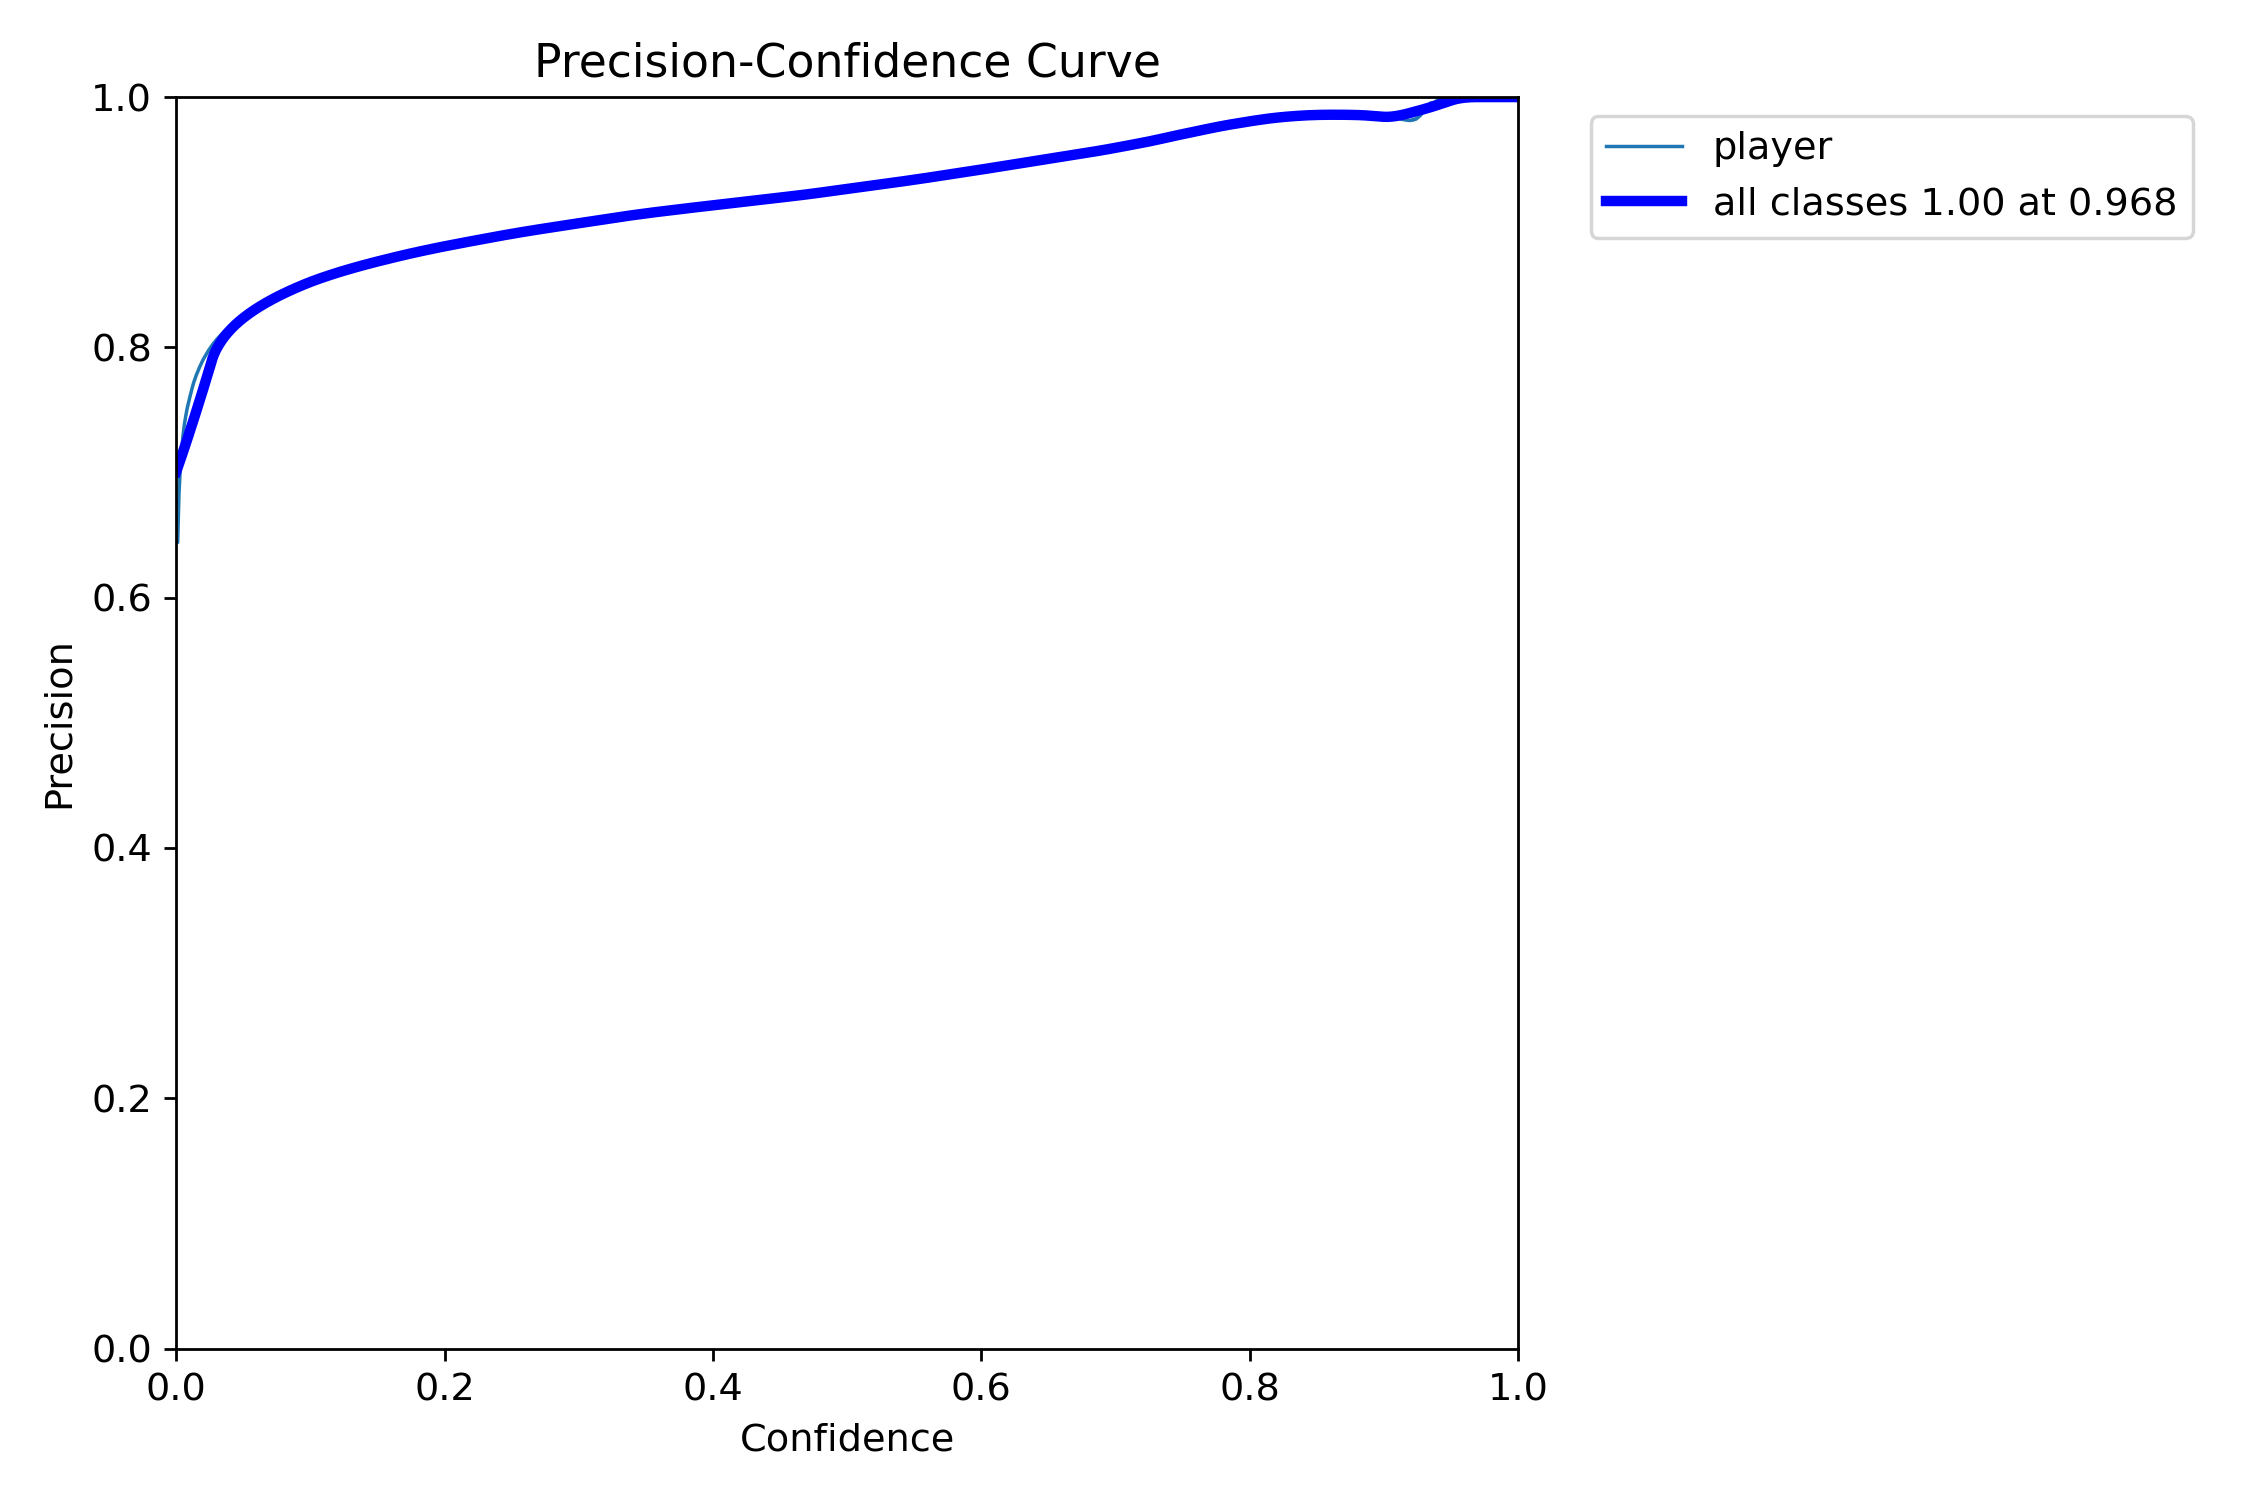 Precision-Confidence Curve
player
all classes 1.00 at 0.968
Precision
1.0
0.8
0.6
0.4
0.2
0.0
0.0 0.2 0.4 0.6 0.8 1.0
Confidence